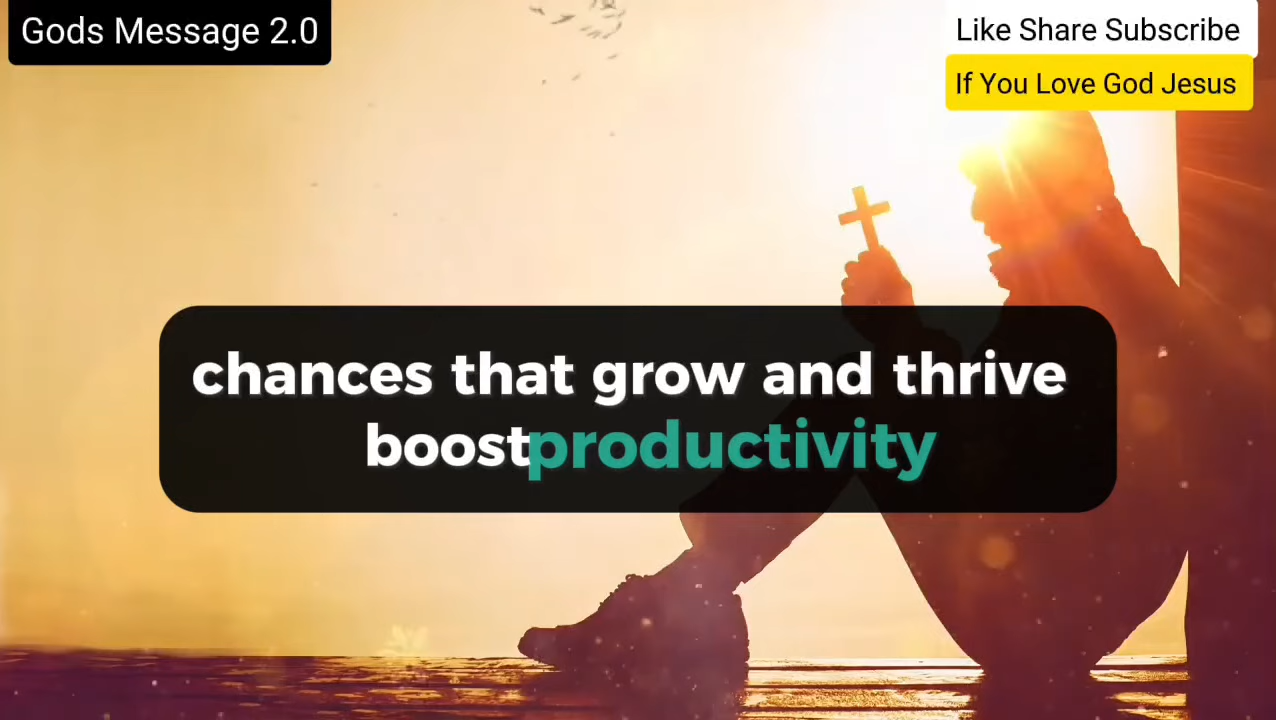 Gods Message 2.0
Like Share Subscribe
If You Love God Jesus
chances that grow and thrive
boostproductivity